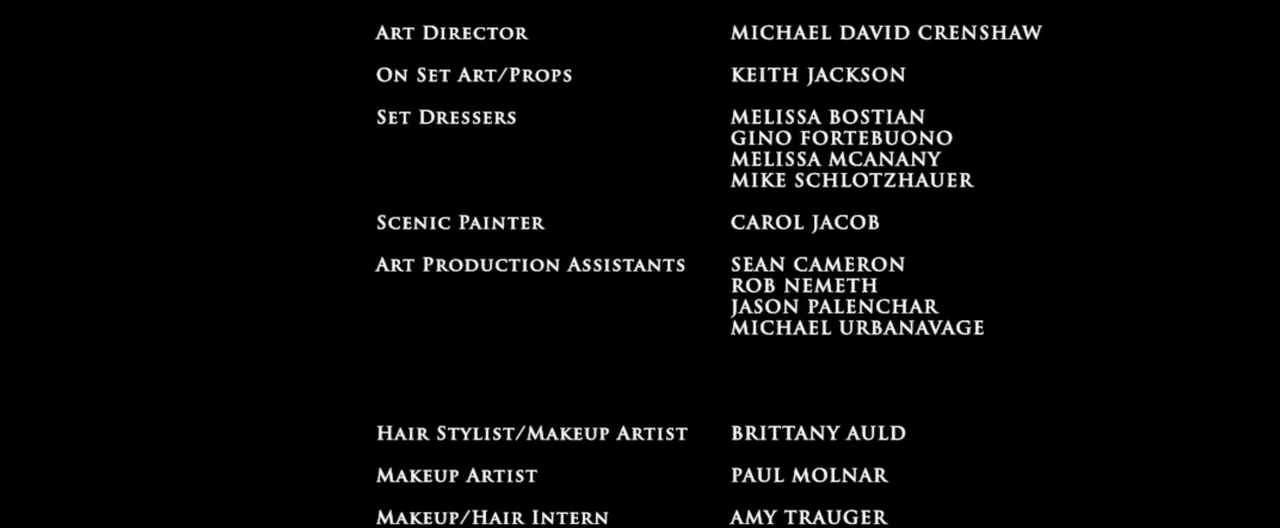 Art Director MICHAEL DAVID CRENSHAW
On Set Art/Props KEITH JACKSON
Set Dressers MELISSA BOSTIAN
GINO FORTEBUONO
MELISSA MCANANY
MIKE SCHLOTZHAUER
Scenic Painter CAROL JACOB
Art Production Assistants SEAN CAMERON
ROB NEMETH
JASON PALENCHAR
MICHAEL URBANAVAGE
Hair Stylist/Makeup Artist BRITTANY AULD
Makeup Artist PAUL MOLNAR
Makeup/Hair Intern AMY TRAUGER